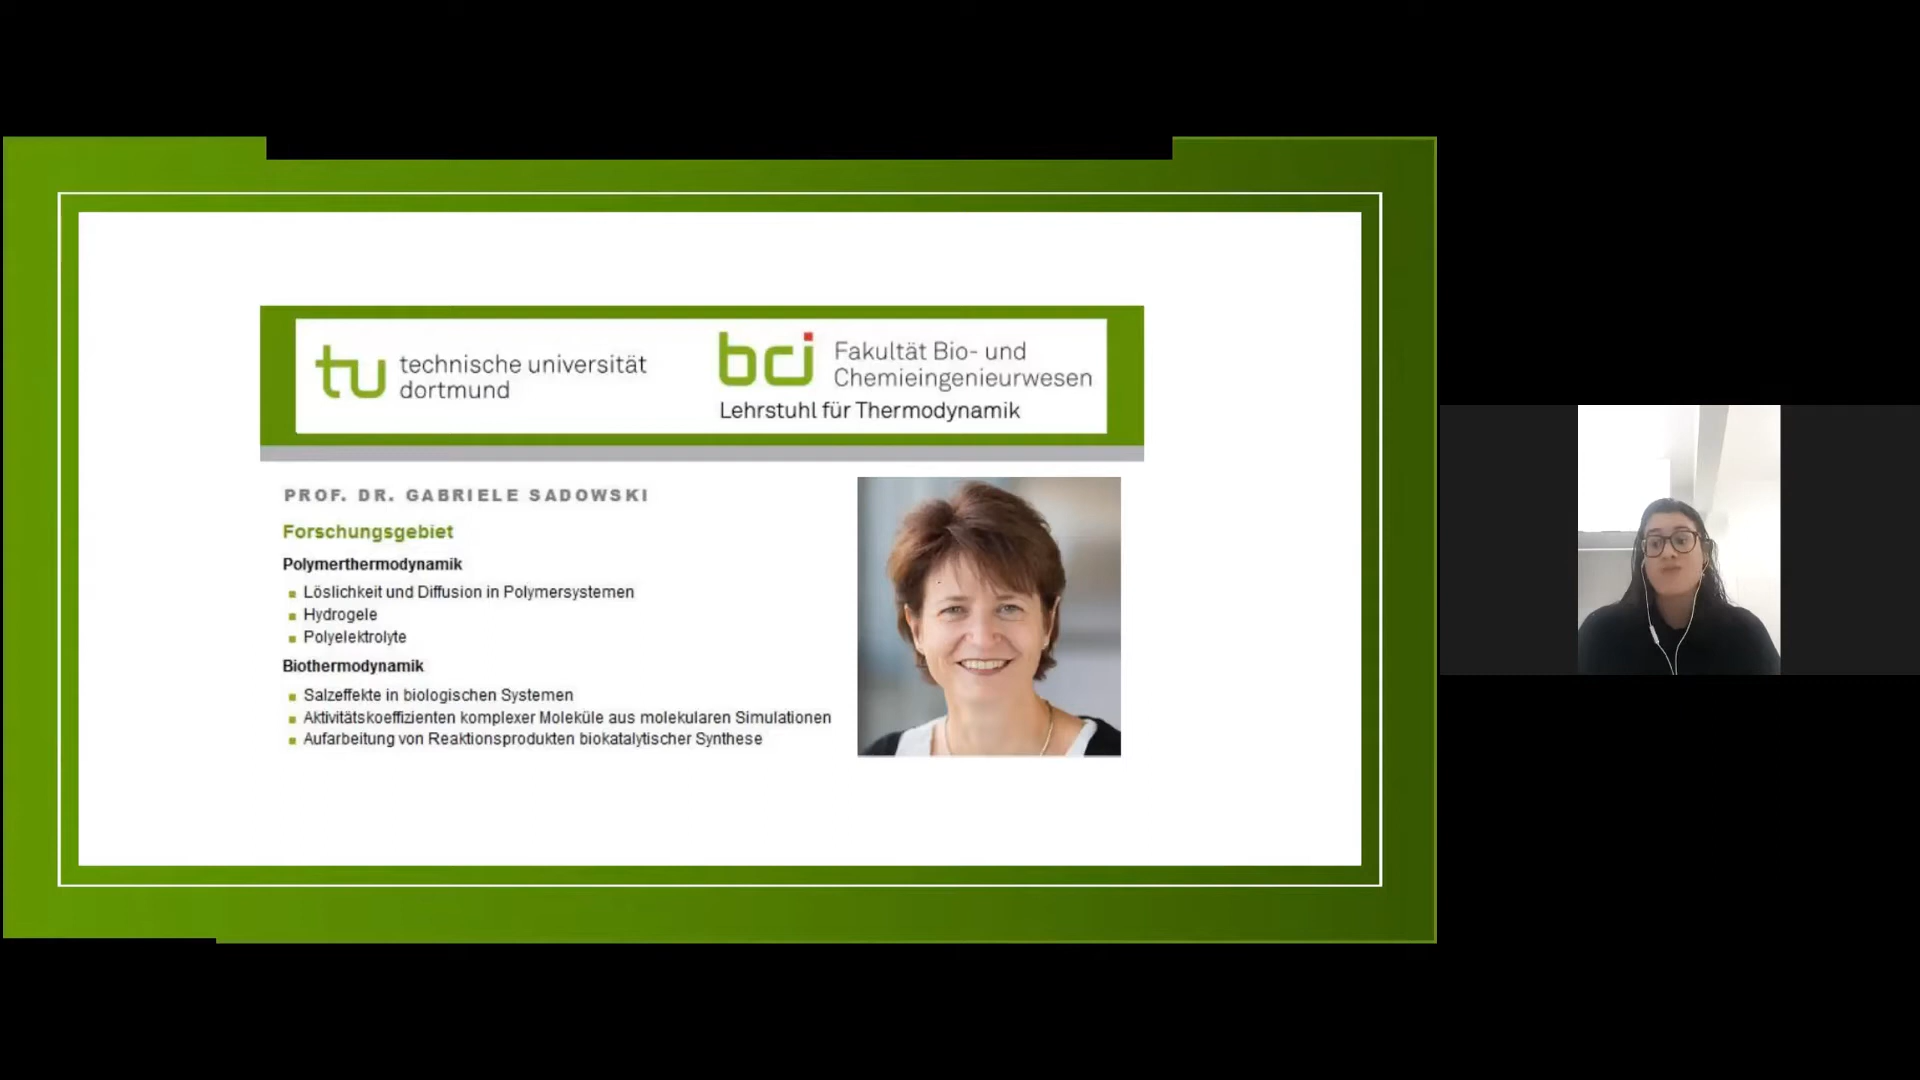 tu technische universität
dortmund
bci Fakultät Bio- und
Chemieingenieurwesen
Lehrstuhl für Thermodynamik
PROF. DR. GABRIELE SADOWSKI
Forschungsgebiet
Polymerthermodynamik
Löslichkeit und Diffusion in Polymersystemen
Hydrogele
Polyelektrolyte
Biothermodynamik
Salzeffekte in biologischen Systemen
Aktivitätskoeffizienten komplexer Moleküle aus molekularen Simulationen
Aufarbeitung von Reaktionsprodukten biokatalytischer Synthese